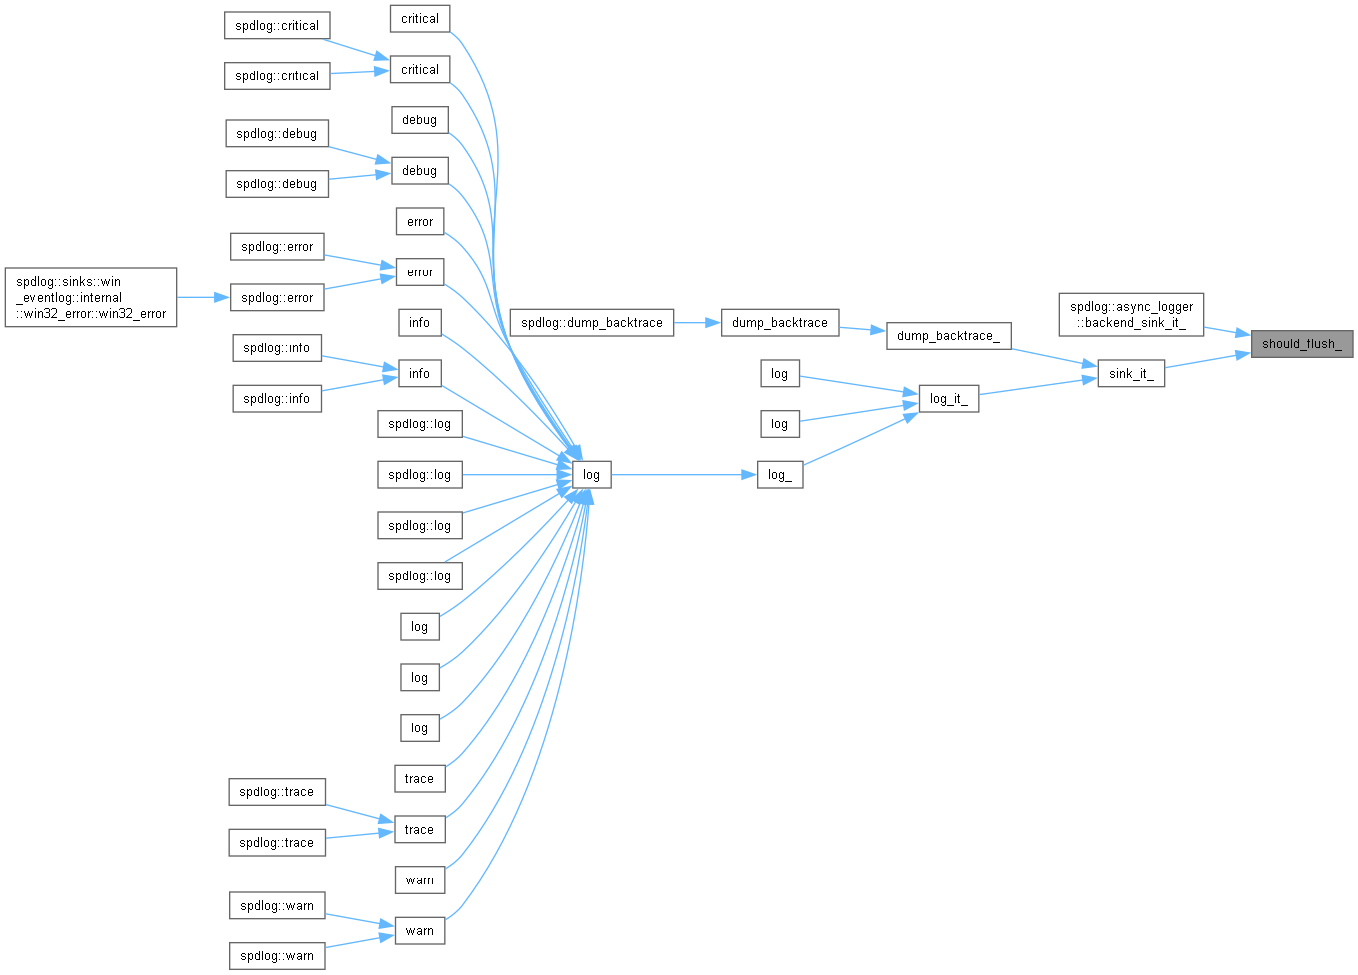 critical
spdlog::critical
critical
spdlog::critical
debug
spdlog::debug
debug
spdlog::debug
error
spdlog::error
error
spdlog::sinks::win
_eventlog::internal
::win32_error::win32_error
spdlog::error
info
spdlog::info
info
spdlog::info
spdlog::log
spdlog::log
spdlog::log
spdlog::log
log
log
log
trace
spdlog::trace
trace
spdlog::trace
warn
spdlog::warn
warn
spdlog::warn
log
spdlog::dump_backtrace
dump_backtrace
log
log
log_
dump_backtrace_
log_it_
spdlog::async_logger
::backend_sink_it_
sink_it_
should_flush_